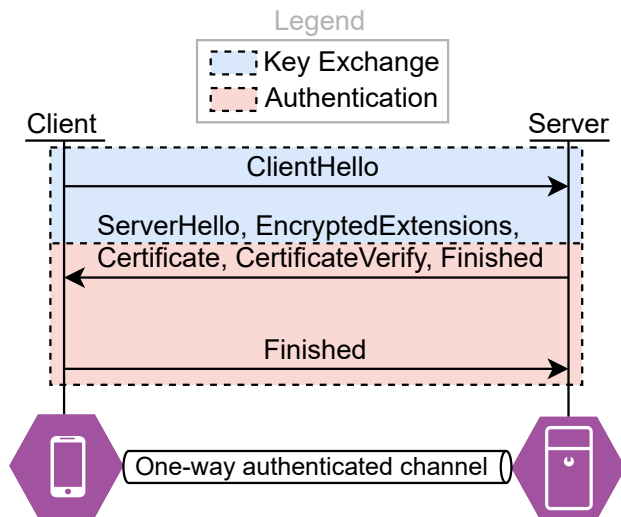 Legend
Key Exchange
Authentication
Client
Server
ClientHello
ServerHello, EncryptedExtensions,
Certificate, CertificateVerify, Finished
Finished
One-way authenticated channel